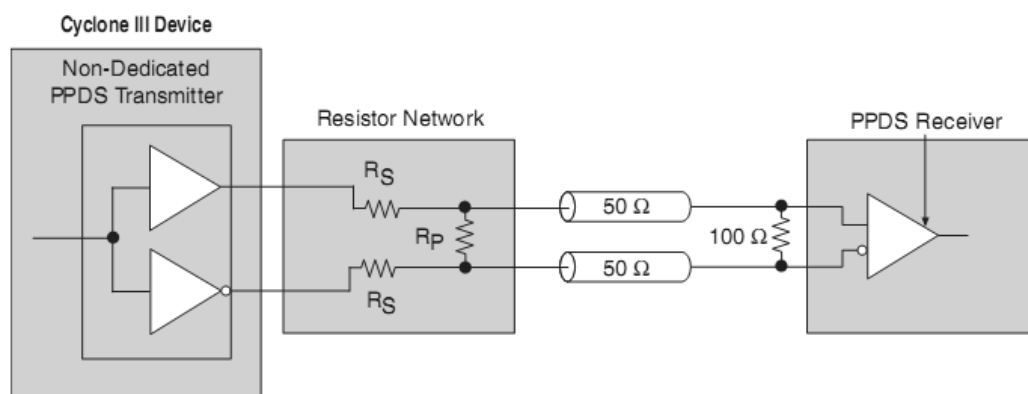 Cyclone III Device
Non-Dedicated
PPDS Transmitter
Resistor Network
PPDS Receiver
RS
50 Ω
RP
100 Ω
50 Ω
RS